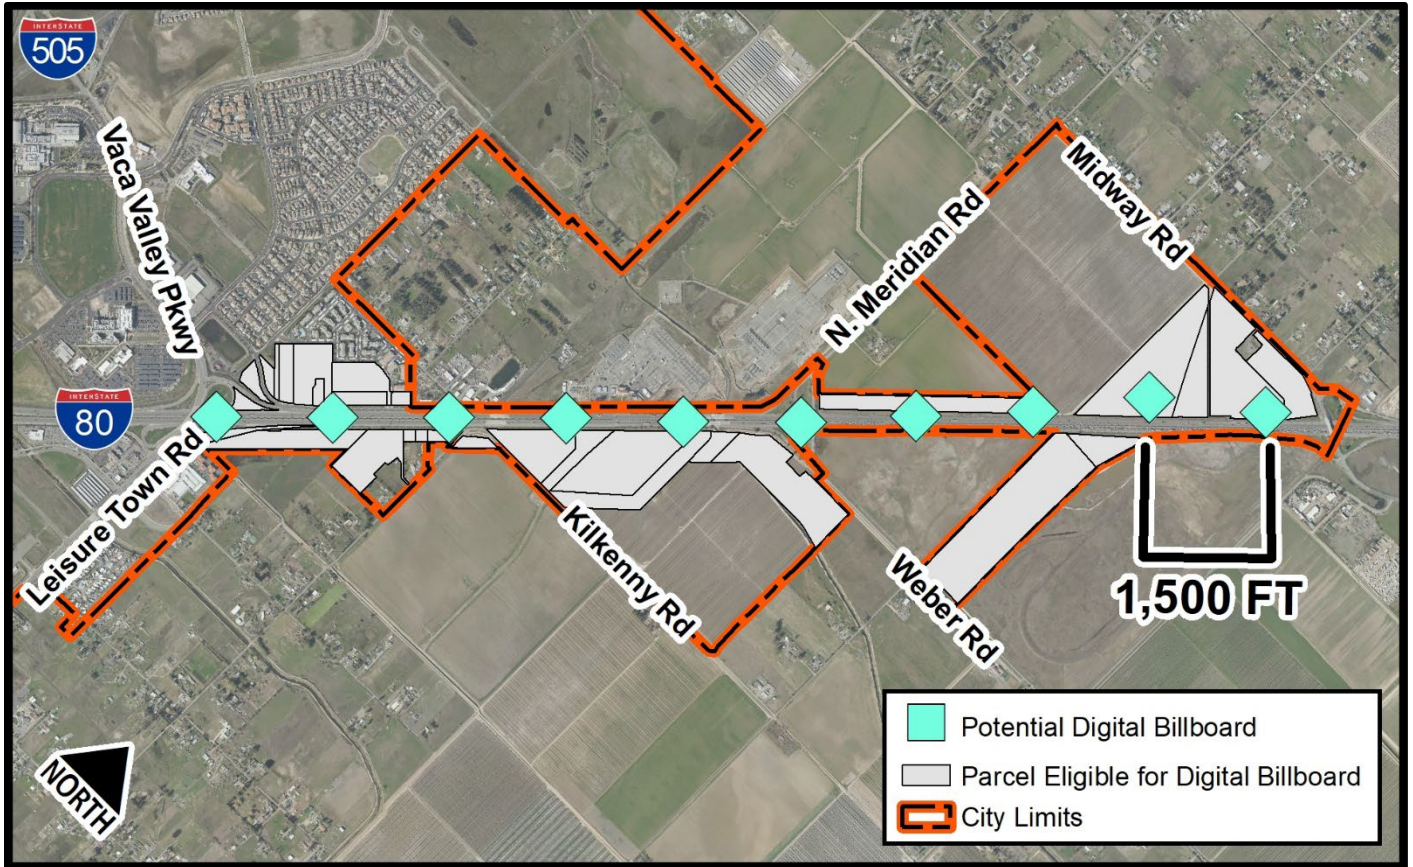 INTERSTATE
505
Vaca Valley Pkwy
Midway Rd
N. Meridian Rd
INTERSTATE
80
Leisure Town Rd
Kilkenny Rd
Weber Rd
1,500 FT
NORTH
Potential Digital Billboard
Parcel Eligible for Digital Billboard
City Limits